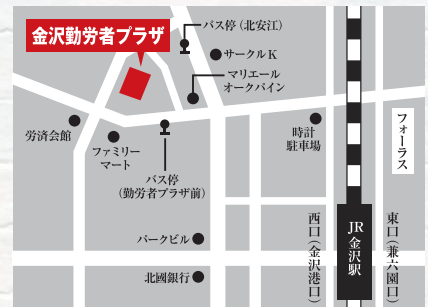 金沢勤労者プラザ
バス停(北安江)
サークルK
マリエール
オークパイン
労済会館
ファミリー
マート
バス停
(勤労者プラザ前)
時計
駐車場
フォーラス
パークビル
北國銀行
西口(金沢港口)
JR
金沢駅
東口(兼六園口)